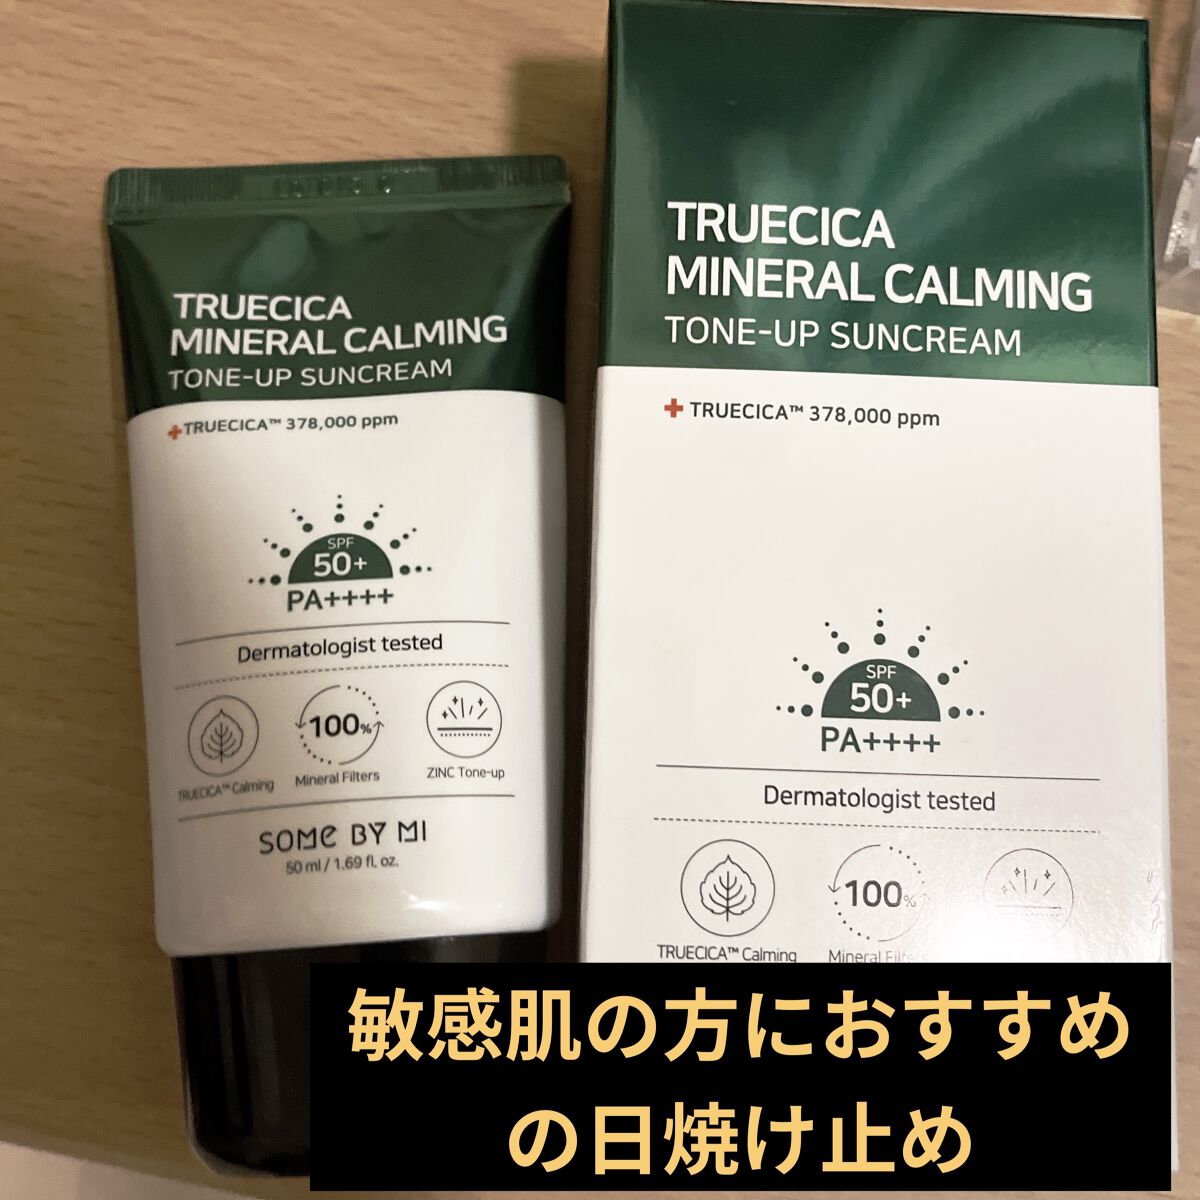 TRUECICA
MINERAL CALMING
TONE-UP SUNCREAM
+TRUECICA™ 378,000 ppm
SPF
50+
PA++++
Dermatologist tested
100%
TRUECICA™ Calming
Mineral Filters
ZINC Tone-up
SOME BY MI
50 ml / 1.69 fl. oz.
TRUECICA
MINERAL CALMING
TONE-UP SUNCREAM
+ TRUECICA™ 378,000 ppm
SPF
50+
PA++++
Dermatologist tested
100%
TRUECICA™ Calming
Mineral Filters
敏感肌の方におすすめ
の日焼け止め